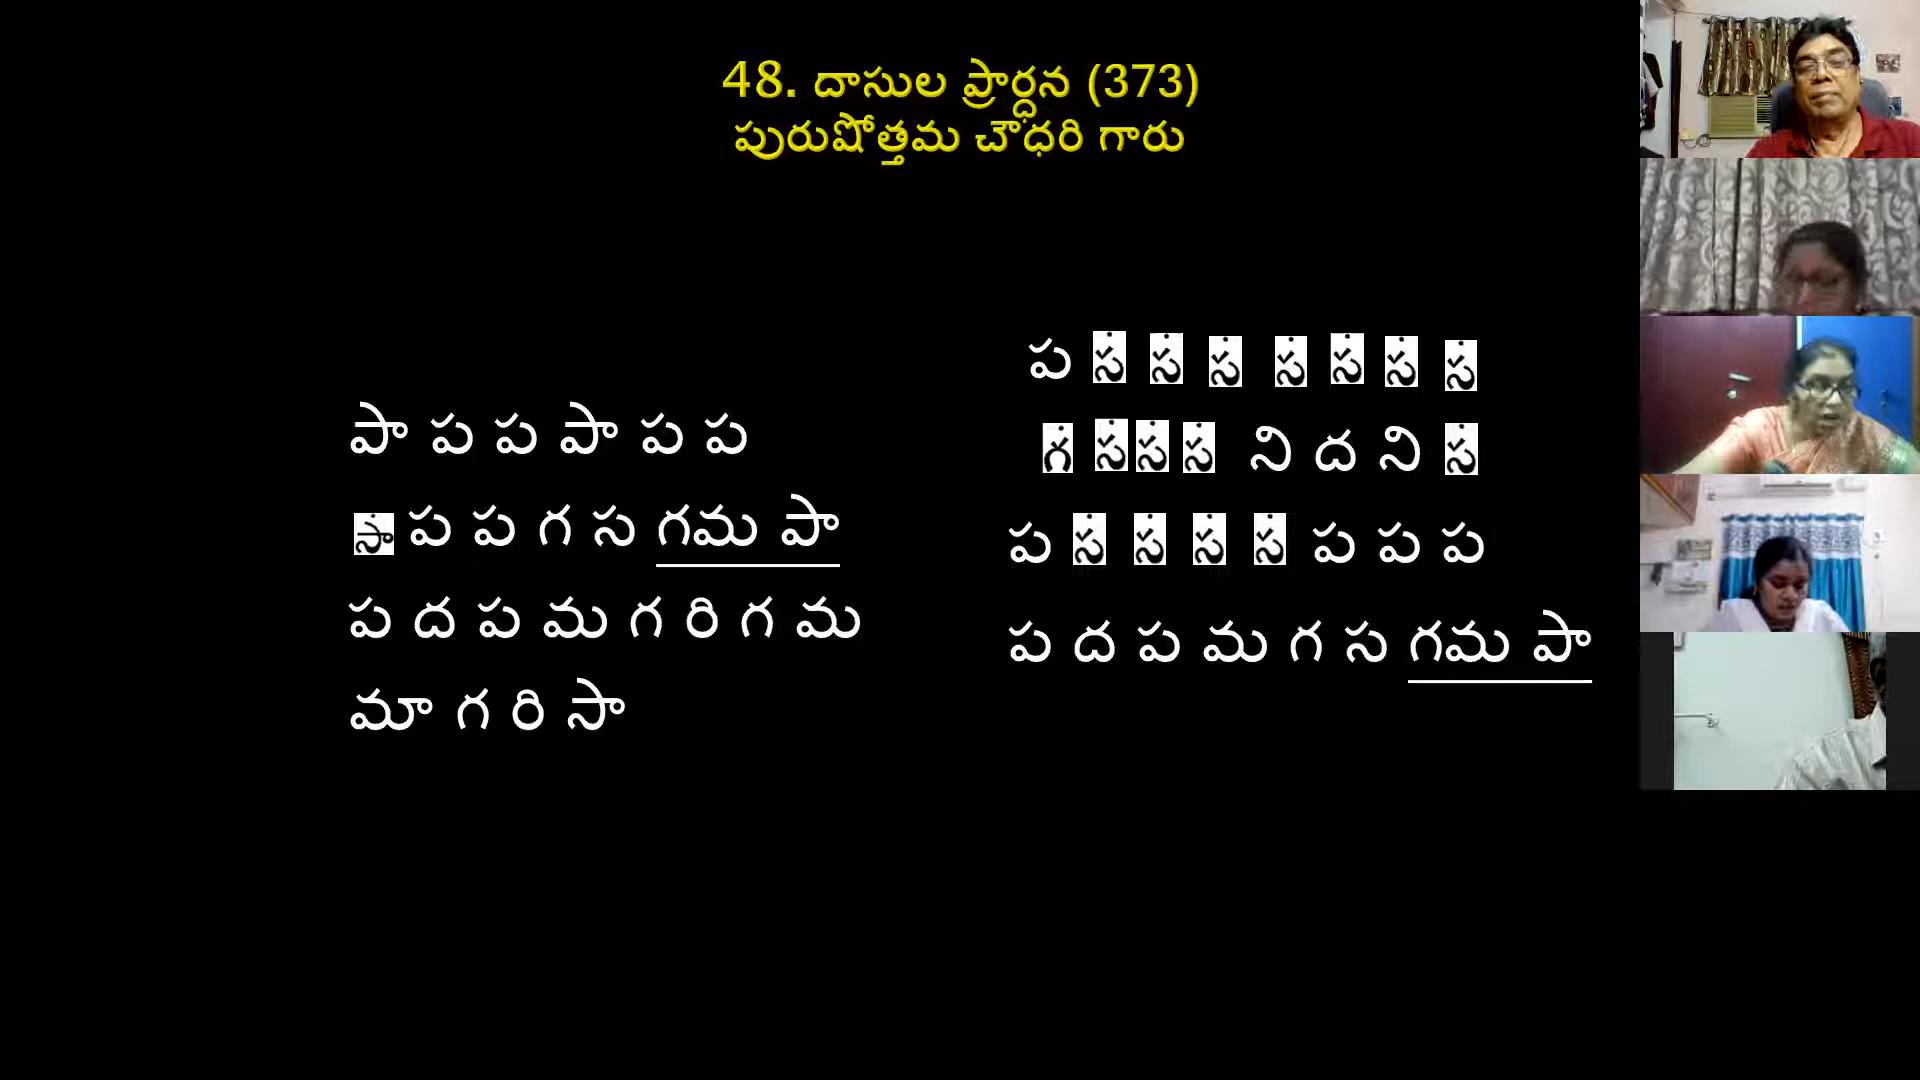 48. దాసుల ప్రార్ధన (373)
పురుషోత్తమ చౌధరి గారు
పా ప ప పా ప ప
సా̇ ప ప గ స గమ పా
ప ద ప మ గ రి గ మ
మా గ రి సా
ప స̇ స̇ స̇ స̇ స̇ స̇ స̇
గ̇ స̇ స̇ స̇ ని ద ని స̇
ప స̇ స̇ స̇ స̇ ప ప ప
ప ద ప మ గ స గమ పా